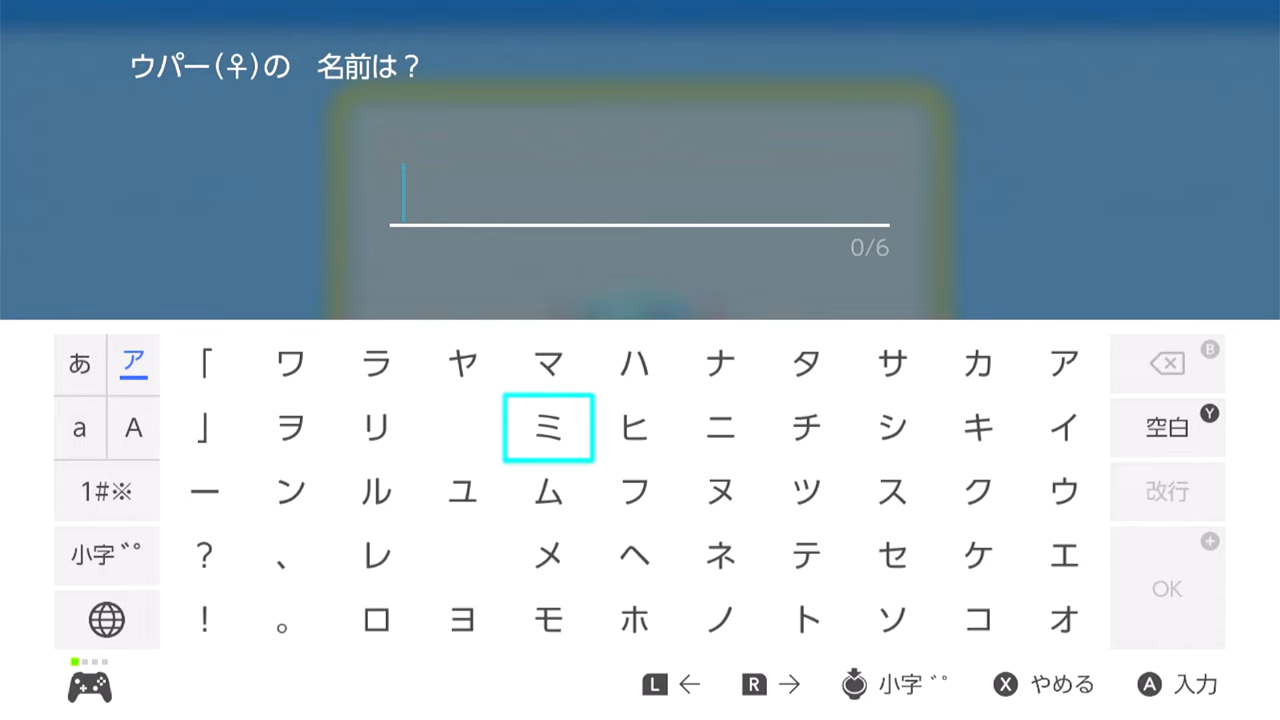 ウパー(♀)の　名前は？
0/6
あ ア 「 ワ ラ ヤ マ ハ ナ タ サ カ ア B
a A 」 ヲ リ ミ ヒ ニ チ シ キ イ 空白 Y
1#※ ー ン ル ユ ム フ ヌ ツ ス ク ウ 改行
小字゛゜ ? 、 レ メ ヘ ネ テ セ ケ エ +
! 。 ロ ヨ モ ホ ノ ト ソ コ オ OK
L ← R → 小字゛゜ X やめる A 入力